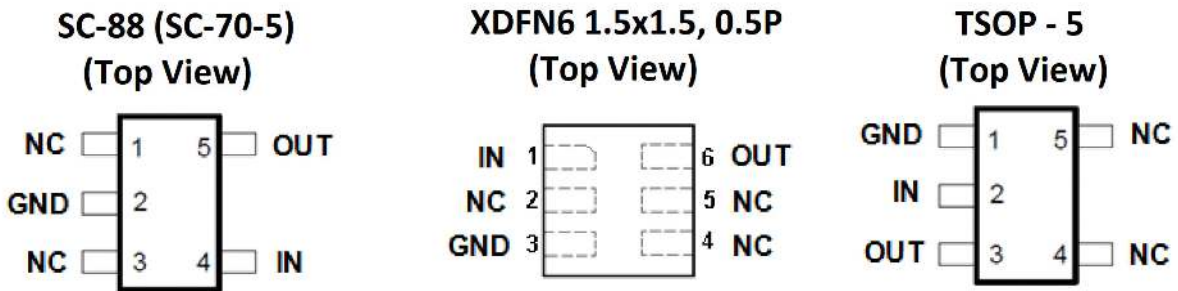 SC-88 (SC-70-5)
(Top View)
NC 1 5 OUT
GND 2
NC 3 4 IN
XDFN6 1.5x1.5, 0.5P
(Top View)
IN 1 6 OUT
NC 2 5 NC
GND 3 4 NC
TSOP - 5
(Top View)
GND 1 5 NC
IN 2
OUT 3 4 NC